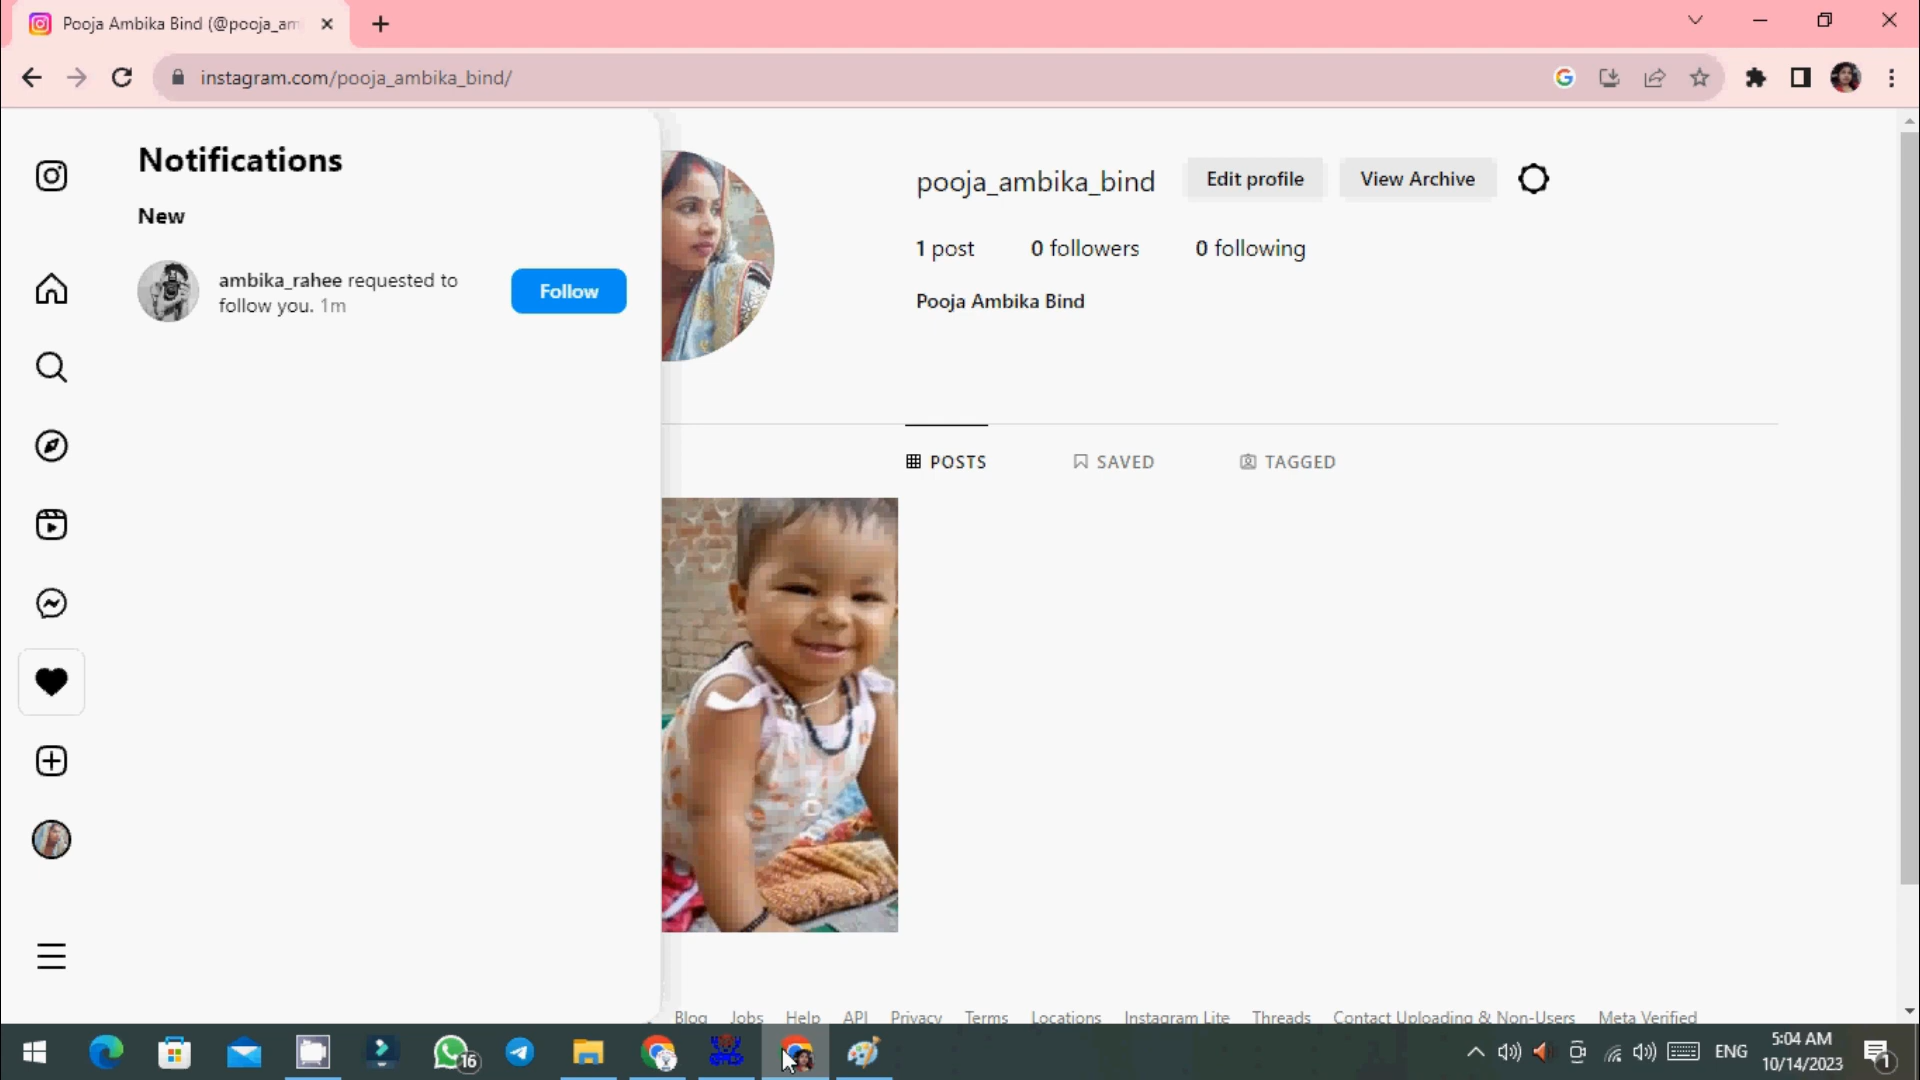 Pooja Ambika Bind (@pooja_am
instagram.com/pooja_ambika_bind/
Notifications
New
ambika_rahee requested to
follow you. 1m
Follow
pooja_ambika_bind
Edit profile
View Archive
1 post
0 followers
0 following
Pooja Ambika Bind
POSTS
SAVED
TAGGED
Blog
Jobs
Help
API
Privacy
Terms
Locations
Instagram Lite
Threads
Contact Uploading & Non-Users
Meta Verified
16
ENG
5:04 AM
10/14/2023
1